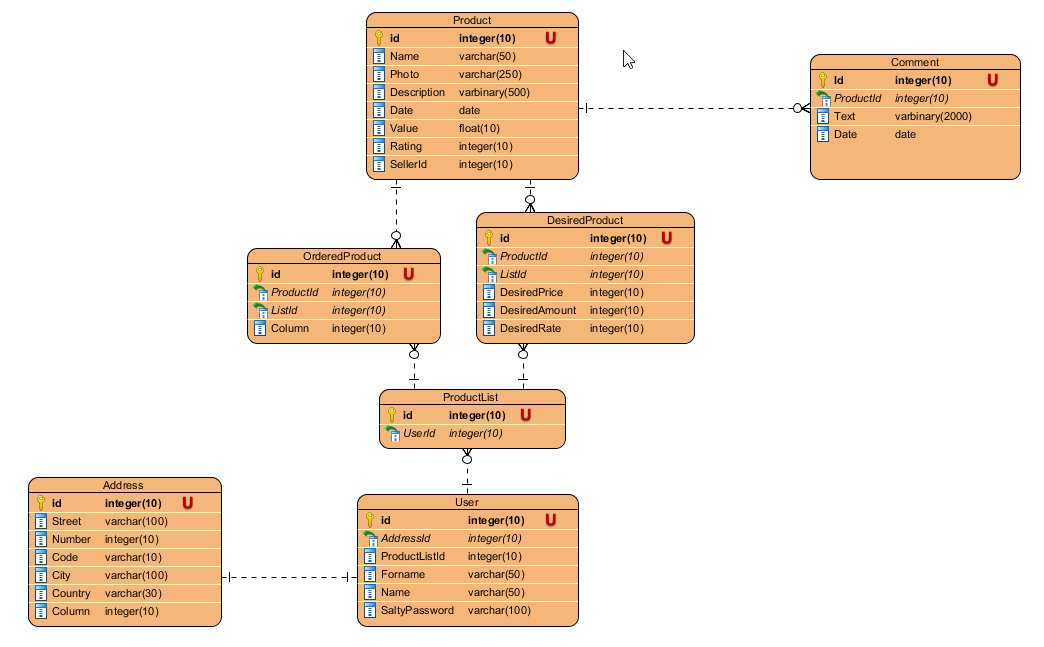 Product
id integer(10) U
Name varchar(50)
Photo varchar(250)
Description varbinary(500)
Date date
Value float(10)
Rating integer(10)
SellerId integer(10)
Comment
Id integer(10) U
ProductId integer(10)
Text varbinary(2000)
Date date
DesiredProduct
id integer(10) U
ProductId integer(10)
ListId integer(10)
DesiredPrice integer(10)
DesiredAmount integer(10)
DesiredRate integer(10)
OrderedProduct
id integer(10) U
ProductId integer(10)
ListId integer(10)
Column integer(10)
ProductList
id integer(10) U
UserId integer(10)
Address
id integer(10) U
Street varchar(100)
Number integer(10)
Code varchar(10)
City varchar(100)
Country varchar(30)
Column integer(10)
User
id integer(10) U
AddressId integer(10)
ProductListId integer(10)
Forname varchar(50)
Name varchar(50)
SaltyPassword varchar(100)